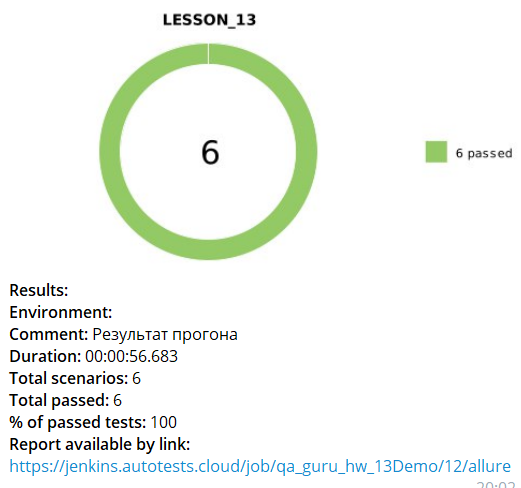 LESSON_13
6
6 passed
Results:
Environment:
Comment: Результат прогона
Duration: 00:00:56.683
Total scenarios: 6
Total passed: 6
% of passed tests: 100
Report available by link:
https://jenkins.autotests.cloud/job/qa_guru_hw_13Demo/12/allure
20:02